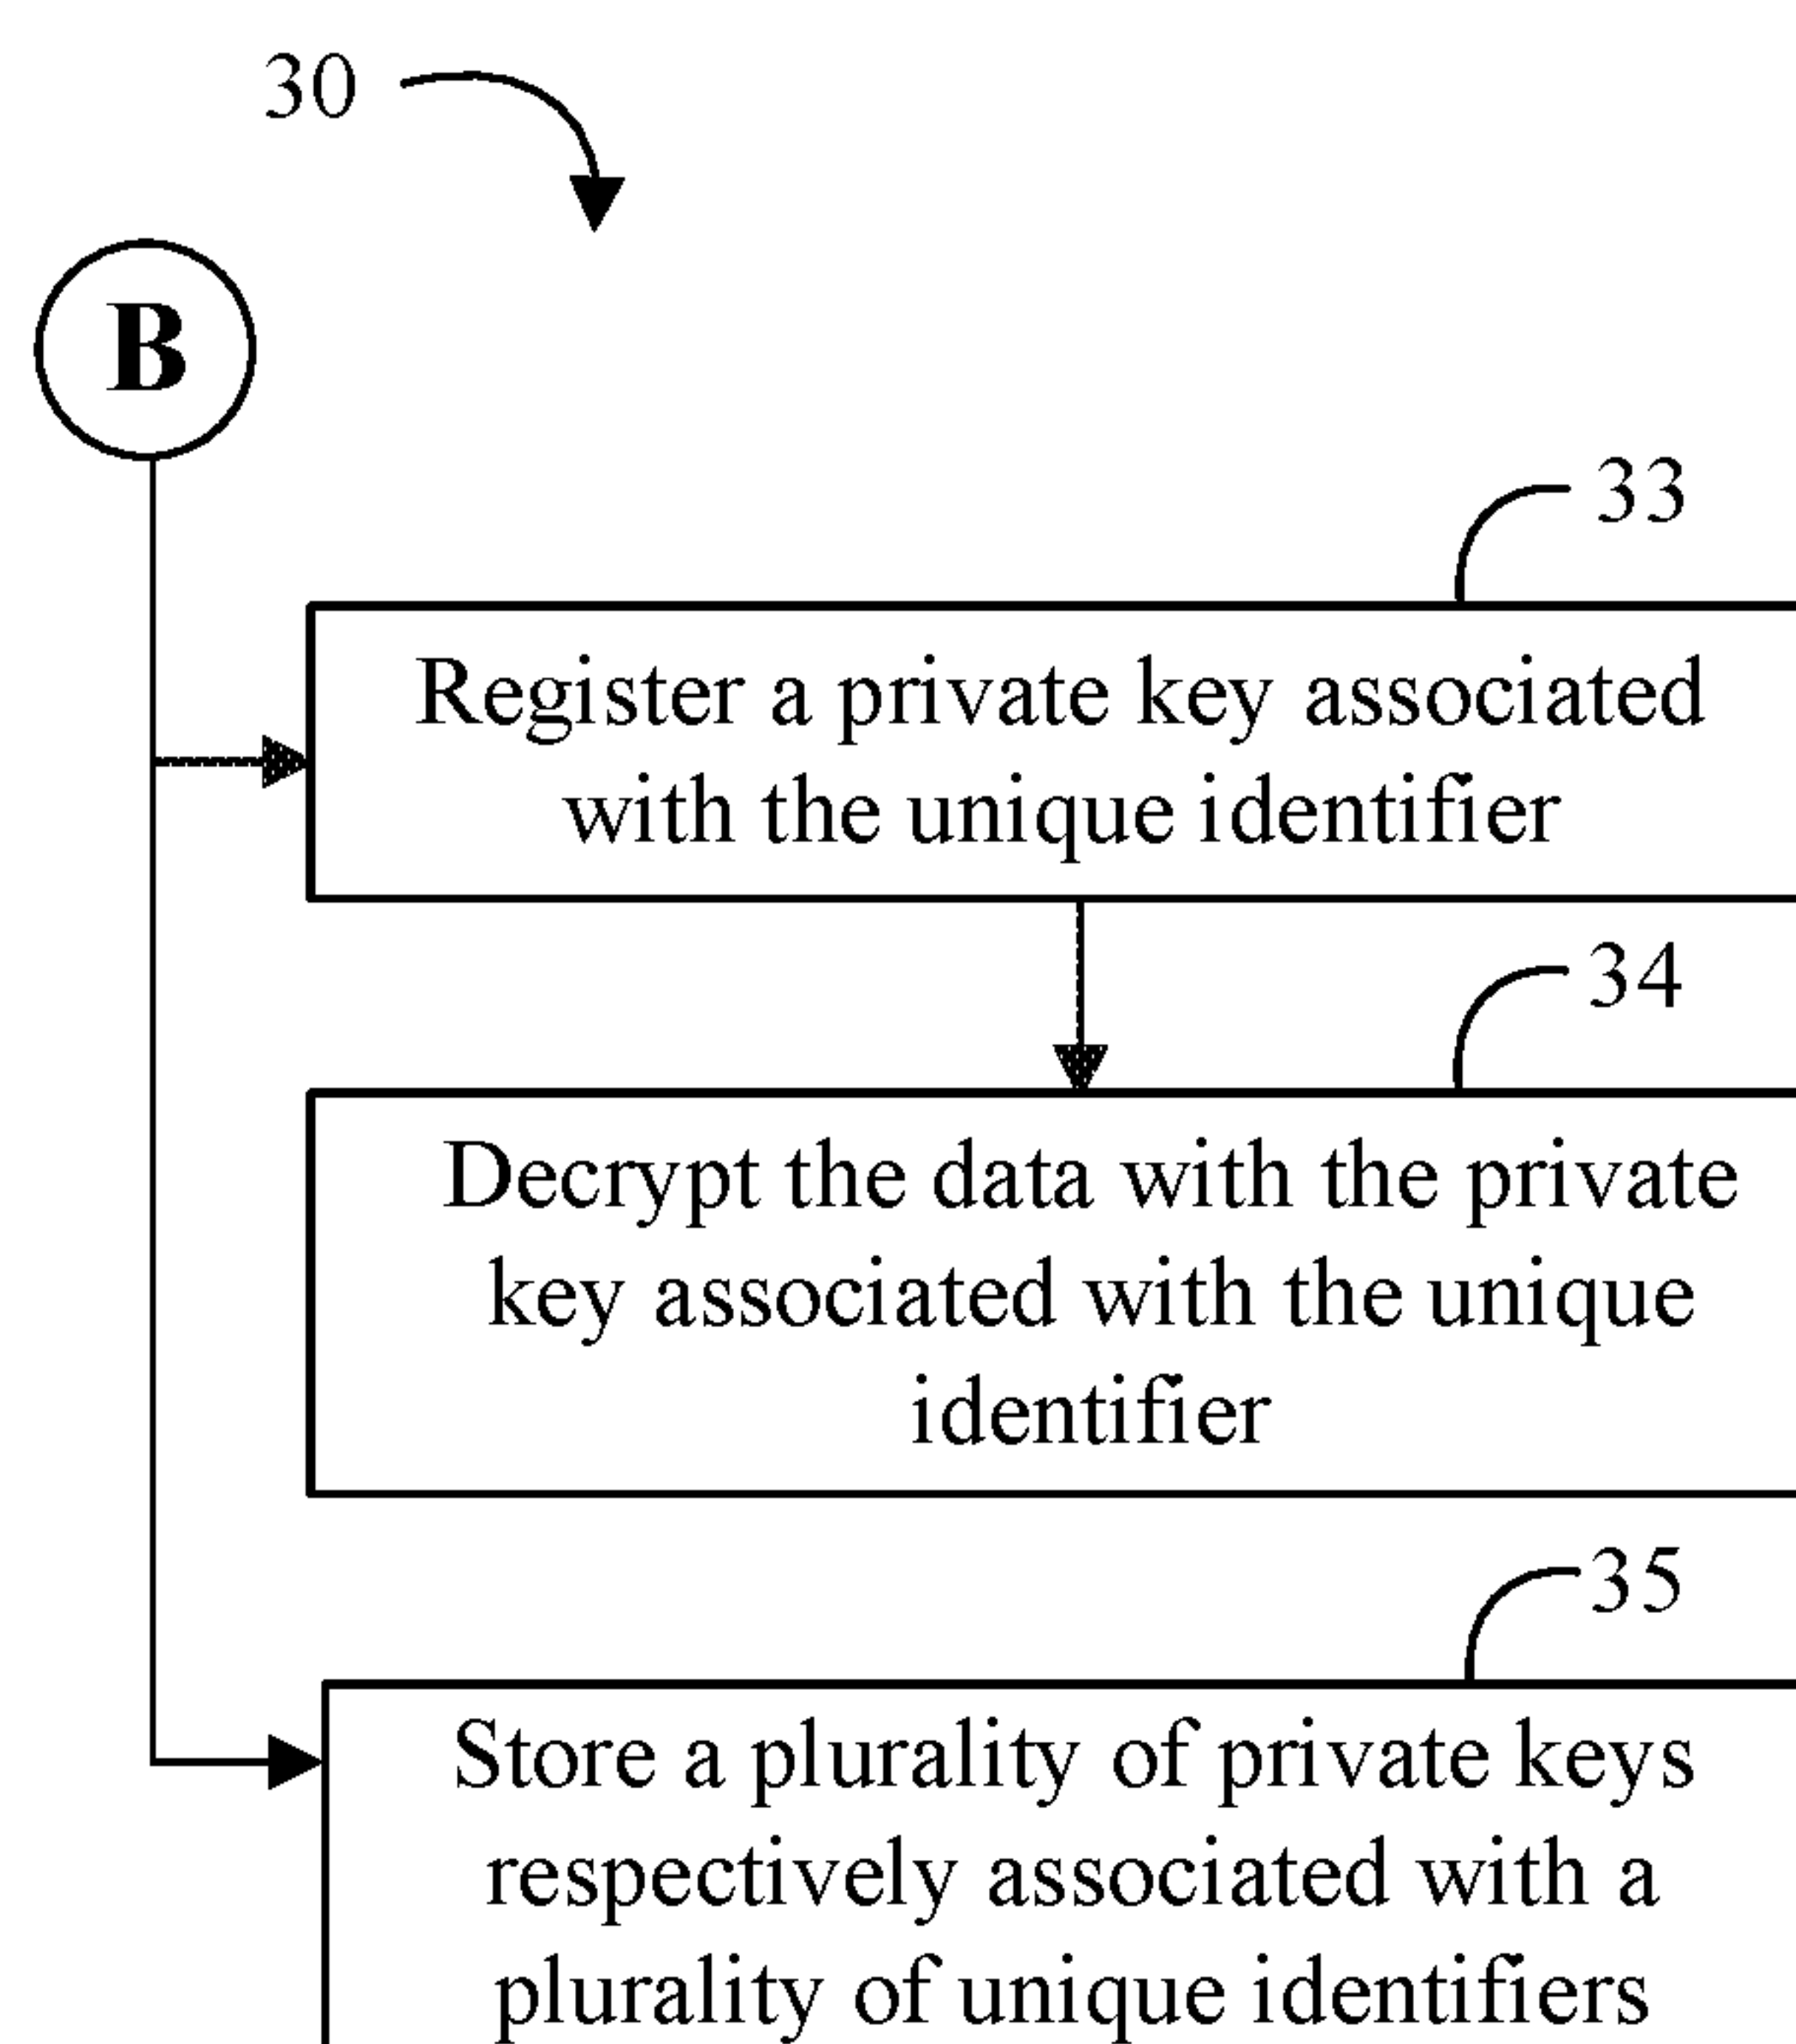 30
B
33
Register a private key associated
with the unique identifier
34
Decrypt the data with the private
key associated with the unique
identifier
35
Store a plurality of private keys
respectively associated with a
plurality of unique identifiers